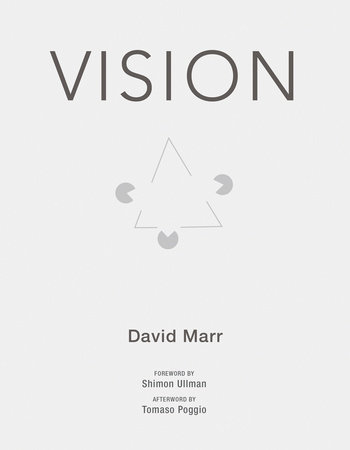 VISION
David Marr
FOREWORD BY
Shimon Ullman
AFTERWORD BY
Tomaso Poggio